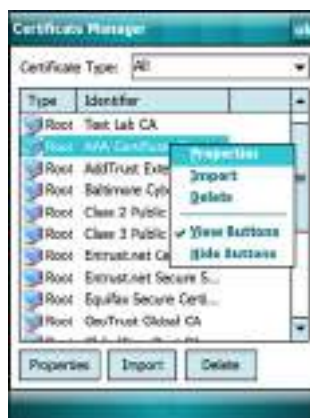 Certificate Manager ok
Certificate Type: All
Type Identifier
Root Test Lab CA
Root AAA Certificate
Root AddTrust Exte
Root Baltimore Cyb
Root Class 2 Public
Root Class 3 Public
Root Entrust.net Ce
Root Entrust.net Secure S...
Root Equifax Secure Certi...
Root GeoTrust Global CA
Root
Properties
Import
Delete
View Buttons
Hide Buttons
Properties Import Delete